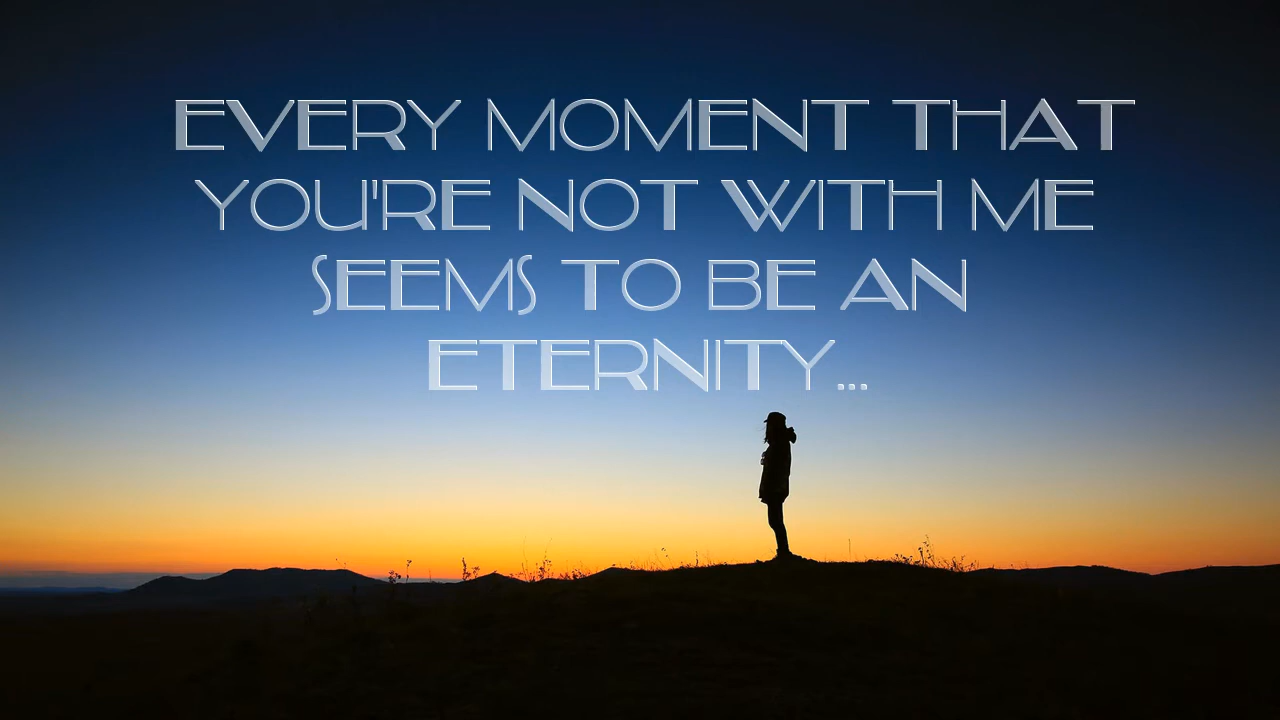 EVERY MOMENT THAT
YOU'RE NOT WITH ME
SEEMS TO BE AN
ETERNITY...